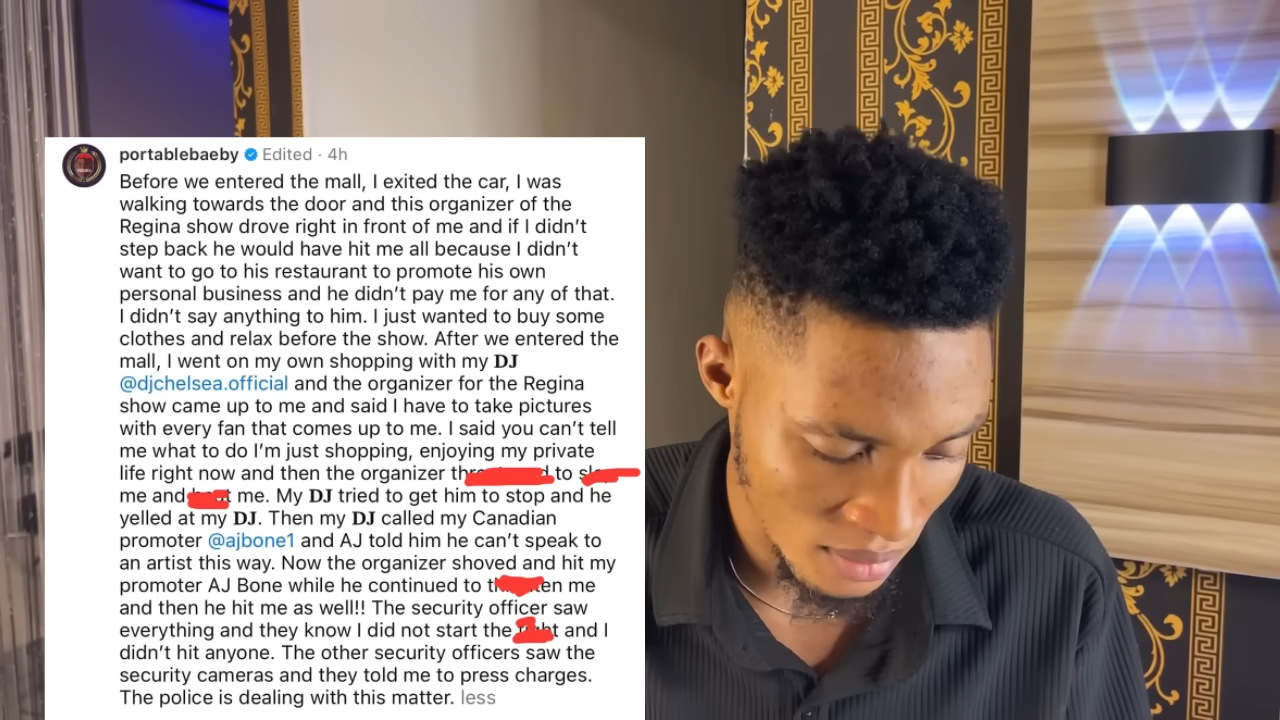 portablebaeby Edited · 4h
Before we entered the mall, I exited the car, I was
walking towards the door and this organizer of the
Regina show drove right in front of me and if I didn't
step back he would have hit me all because I didn't
want to go to his restaurant to promote his own
personal business and he didn't pay me for any of that.
I didn't say anything to him. I just wanted to buy some
clothes and relax before the show. After we entered the
mall, I went on my own shopping with my DJ
@djchelsea.official and the organizer for the Regina
show came up to me and said I have to take pictures
with every fan that comes up to me. I said you can't tell
me what to do I'm just shopping, enjoying my private
life right now and then the organizer to
me and me. My DJ tried to get him to stop and he
yelled at my DJ. Then my DJ called my Canadian
promoter @ajbone1 and AJ told him he can't speak to
an artist this way. Now the organizer shoved and hit my
promoter AJ Bone while he continued to me
and then he hit me as well!! The security officer saw
everything and they know I did not start the and I
didn't hit anyone. The other security officers saw the
security cameras and they told me to press charges.
The police is dealing with this matter. less